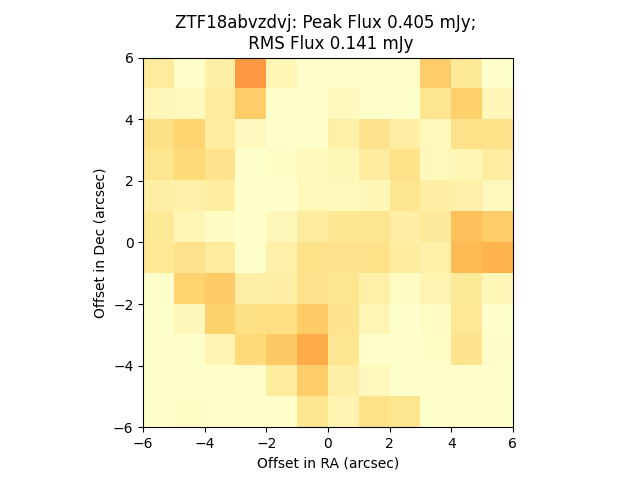 ZTF18abvzdvj: Peak Flux 0.405 mJy;
RMS Flux 0.141 mJy
6
4
2
0
−2
−4
−6
Offset in Dec (arcsec)
−6 −4 −2 0 2 4 6
Offset in RA (arcsec)